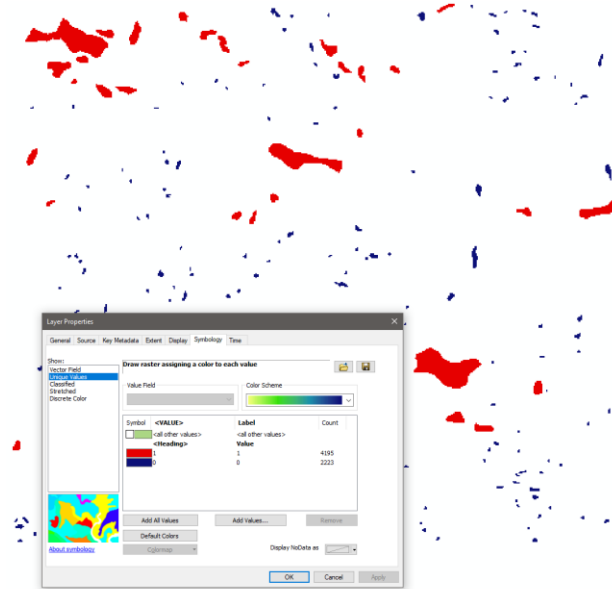 Layer Properties
General Source Key Metadata Extent Display Symbology Time
Show:
Vector Field
Unique Values
Classified
Stretched
Discrete Color
Draw raster assigning a color to each value
Value Field
Color Scheme
Symbol <VALUE> Label Count
<all other values> <all other values>
<Heading> Value
1 1 4195
0 0 2223
Add All Values Add Values... Remove
Default Colors
Colormap Display NoData as
About symbology
OK Cancel Apply